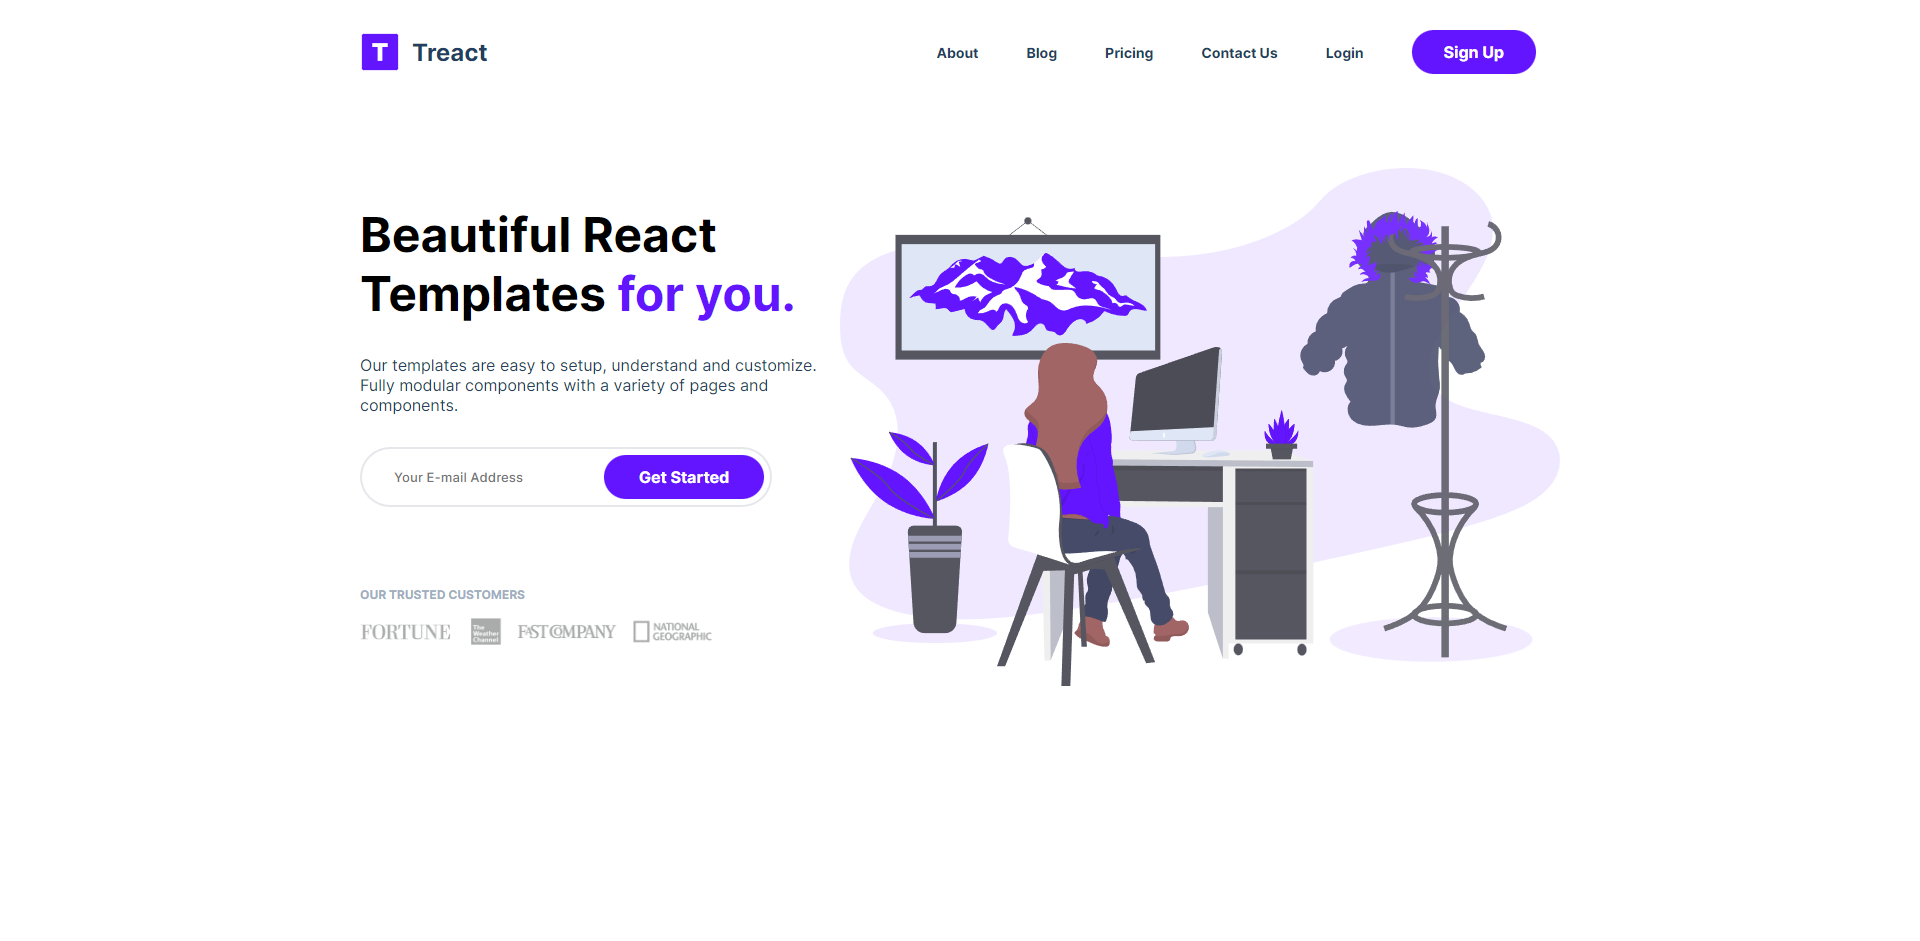 T Treact
About Blog Pricing Contact Us Login Sign Up
Beautiful React
Templates for you.
Our templates are easy to setup, understand and customize.
Fully modular components with a variety of pages and
components.
Your E-mail Address Get Started
OUR TRUSTED CUSTOMERS
FORTUNE
The
Weather
Channel
FAST COMPANY
NATIONAL
GEOGRAPHIC